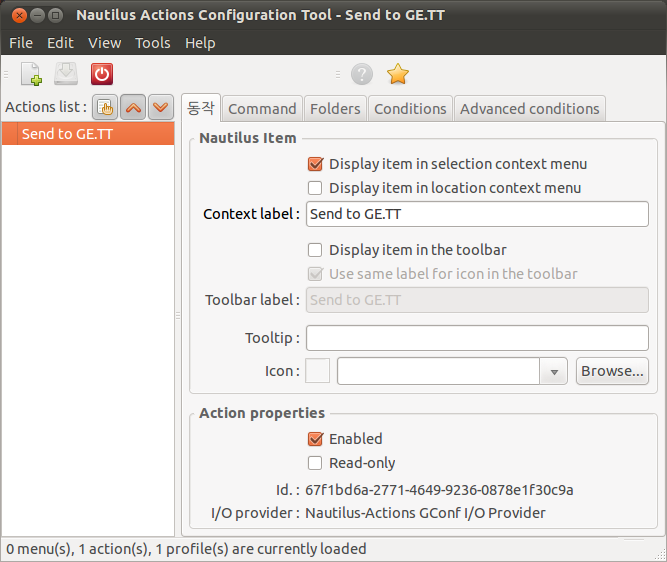 Nautilus Actions Configuration Tool - Send to GE.TT
File Edit View Tools Help
Actions list :
Send to GE.TT
동작 Command Folders Conditions Advanced conditions
Nautilus Item
Display item in selection context menu
Display item in location context menu
Context label : Send to GE.TT
Display item in the toolbar
Use same label for icon in the toolbar
Toolbar label : Send to GE.TT
Tooltip :
Icon : Browse...
Action properties
Enabled
Read-only
Id. : 67f1bd6a-2771-4649-9236-0878e1f30c9a
I/O provider : Nautilus-Actions GConf I/O Provider
0 menu(s), 1 action(s), 1 profile(s) are currently loaded